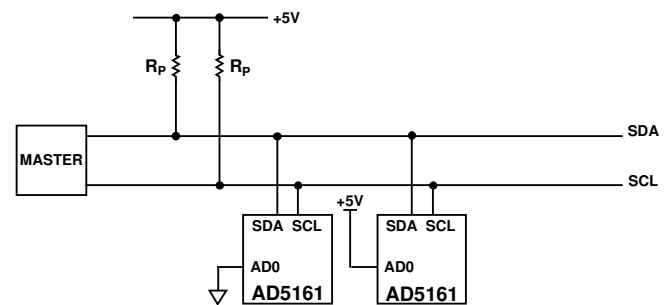 +5V
RP RP
SDA
MASTER
SCL
+5V
SDA SCL SDA SCL
AD0 AD0
AD5161 AD5161